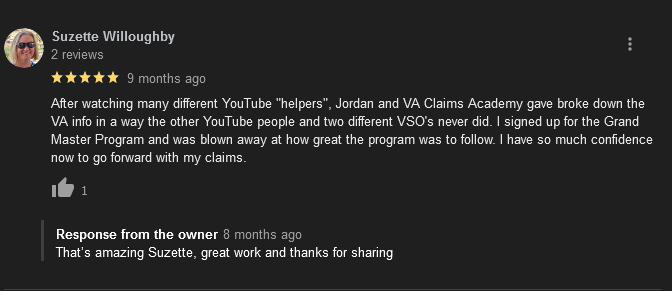 Suzette Willoughby
2 reviews
9 months ago
After watching many different YouTube "helpers", Jordan and VA Claims Academy gave broke down the
VA info in a way the other YouTube people and two different VSO's never did. I signed up for the Grand
Master Program and was blown away at how great the program was to follow. I have so much confidence
now to go forward with my claims.
1
Response from the owner 8 months ago
That's amazing Suzette, great work and thanks for sharing